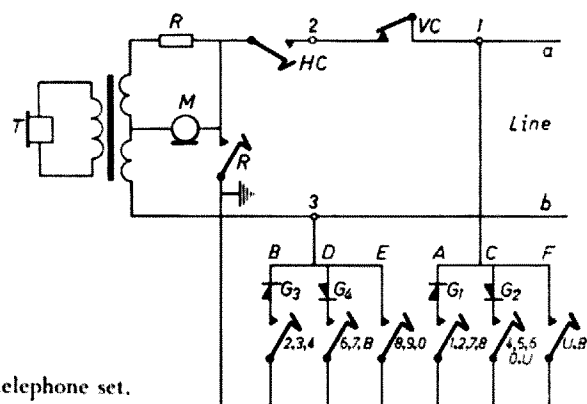 R
2
VC
1
HC
a
M
T
Line
R
3
b
B D E A C F
G3 G4 G1 G2
2,3,4 6,7,B 8,9,0 1,2,7,8 4,5,6 U.B
0.U
elephone set.